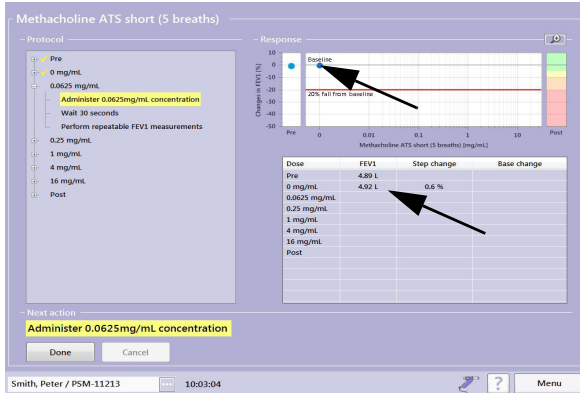 Methacholine ATS short (5 breaths)
Protocol
Pre
0 mg/mL
0.0625 mg/mL
Administer 0.0625mg/mL concentration
Wait 30 seconds
Perform repeatable FEV1 measurements
0.25 mg/mL
1 mg/mL
4 mg/mL
16 mg/mL
Post
Response
Changes in FEV1 [%]
10
0
-10
-20
-30
-40
-50
Baseline
20% fall from baseline
Pre 0 0.01 0.1 1 10 Post
Methacholine ATS short (5 breaths) [mg/mL]
Dose FEV1 Step change Base change
Pre 4.89 L
0 mg/mL 4.92 L 0.6 %
0.0625 mg/mL
0.25 mg/mL
1 mg/mL
4 mg/mL
16 mg/mL
Post
Next action
Administer 0.0625mg/mL concentration
Done Cancel
Smith, Peter / PSM-11213 ... 10:03:04 ? Menu